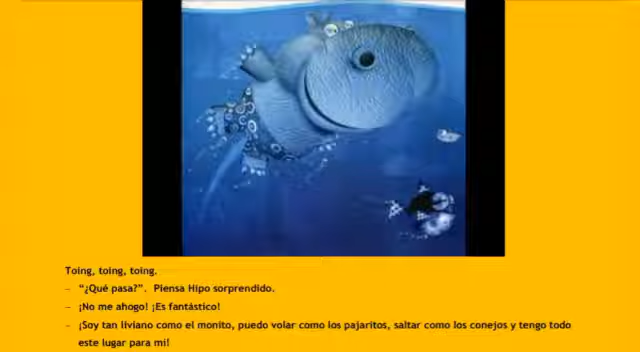 Toing, toing, toing.
– “¿Qué pasa?”. Piensa Hipo sorprendido.
– ¡No me ahogo! ¡Es fantástico!
– ¡Soy tan liviano como el monito, puedo volar como los pajaritos, saltar como los conejos y tengo todo
este lugar para mí!